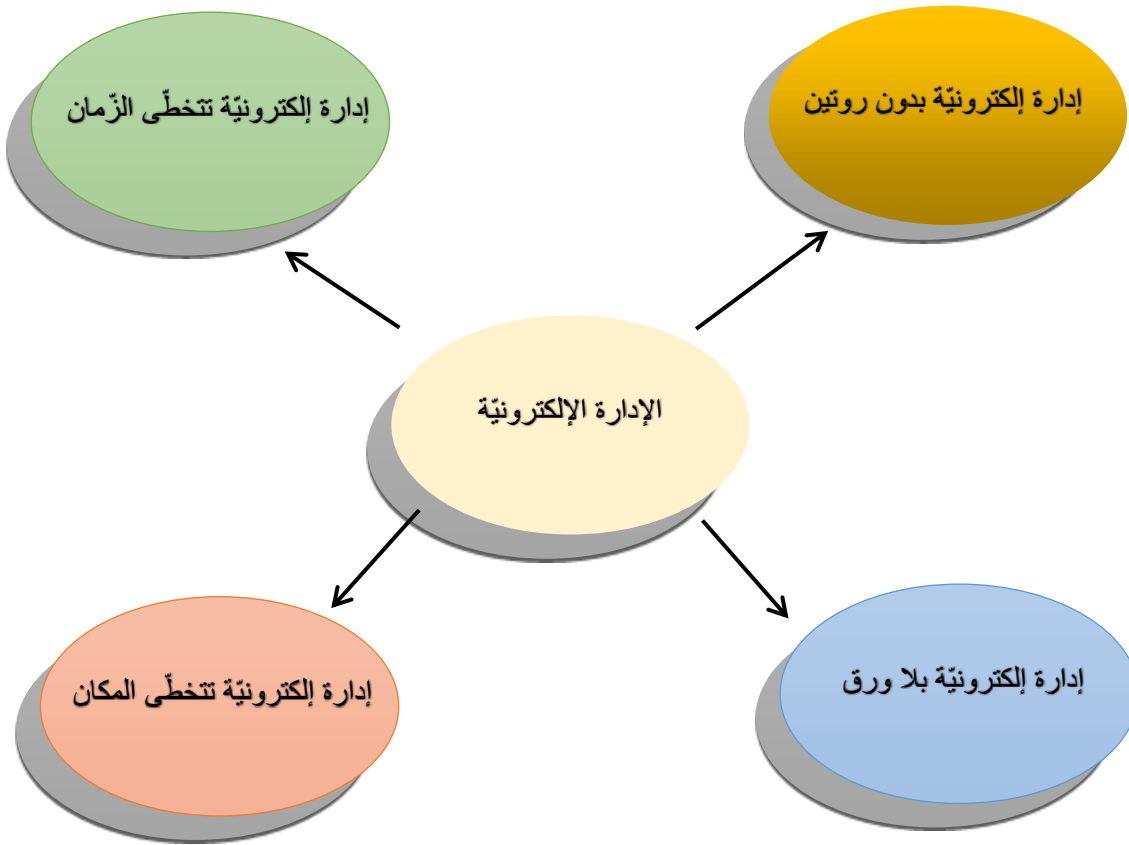 إدارة إلكترونيّة بدون روتين
إدارة إلكترونيّة تتخطّى الزّمان
الإدارة الإلكترونيّة
إدارة إلكترونيّة بلا ورق
إدارة إلكترونيّة تتخطّى المكان